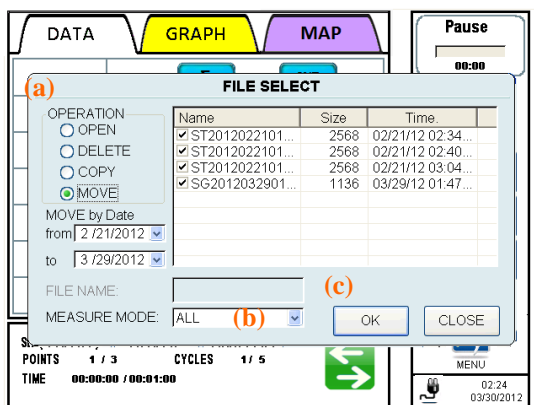 DATA GRAPH MAP Pause
00:00
(a) FILE SELECT
OPERATION
OPEN
DELETE
COPY
MOVE
MOVE by Date
from 2 /21/2012
to 3 /29/2012
Name Size Time.
ST2012022101... 2568 02/21/12 02:34...
ST2012022101... 2568 02/21/12 02:40...
ST2012022101... 2568 02/21/12 03:04...
SG2012032901... 1136 03/29/12 01:47...
FILE NAME:
(c)
MEASURE MODE: ALL (b)
OK CLOSE
POINTS 1 / 3 CYCLES 1/ 5
TIME 00:00:00 / 00:01:00
MENU
02:24
03/30/2012